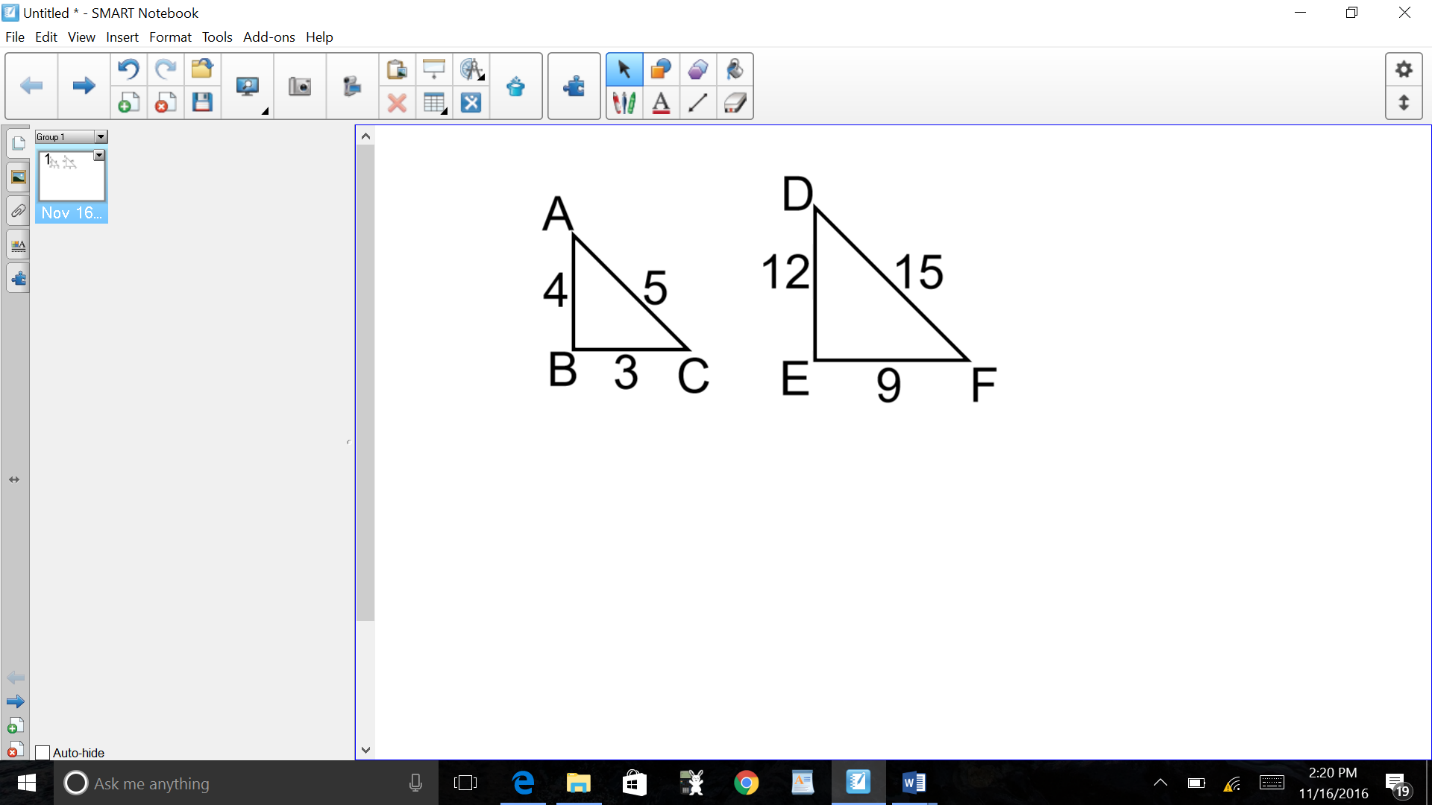 Untitled * - SMART Notebook
File Edit View Insert Format Tools Add-ons Help
Group 1
1
Nov 16...
A
4
5
B
3
C
D
12
15
E
9
F
Auto-hide
Ask me anything
2:20 PM
11/16/2016
19